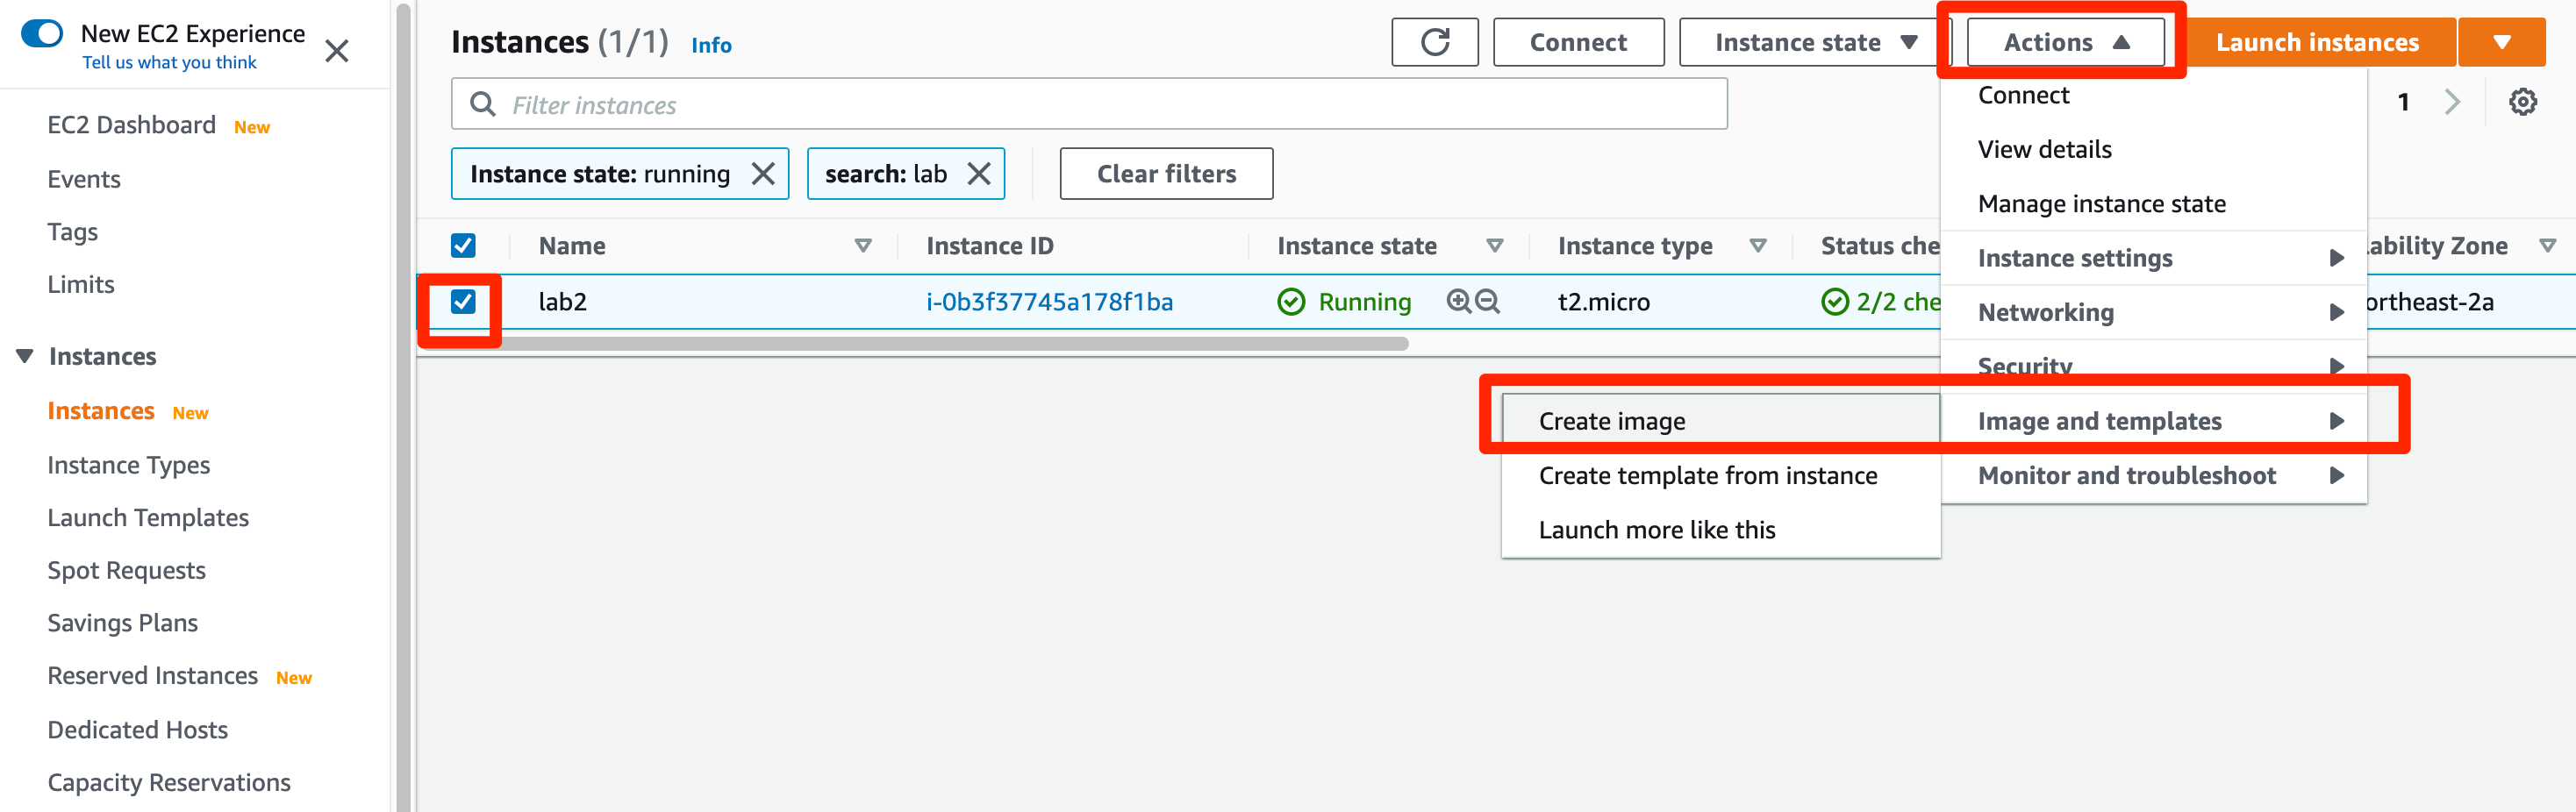 New EC2 Experience
Tell us what you think
EC2 Dashboard New
Events
Tags
Limits
Instances
Instances New
Instance Types
Launch Templates
Spot Requests
Savings Plans
Reserved Instances New
Dedicated Hosts
Capacity Reservations
Instances (1/1) Info
Connect
Instance state
Actions
Launch instances
Filter instances
1
Instance state: running
search: lab
Clear filters
Name
Instance ID
Instance state
Instance type
Status che
lability Zone
lab2
i-0b3f37745a178f1ba
Running
t2.micro
2/2 che
ortheast-2a
Connect
View details
Manage instance state
Instance settings
Networking
Security
Image and templates
Monitor and troubleshoot
Create image
Create template from instance
Launch more like this